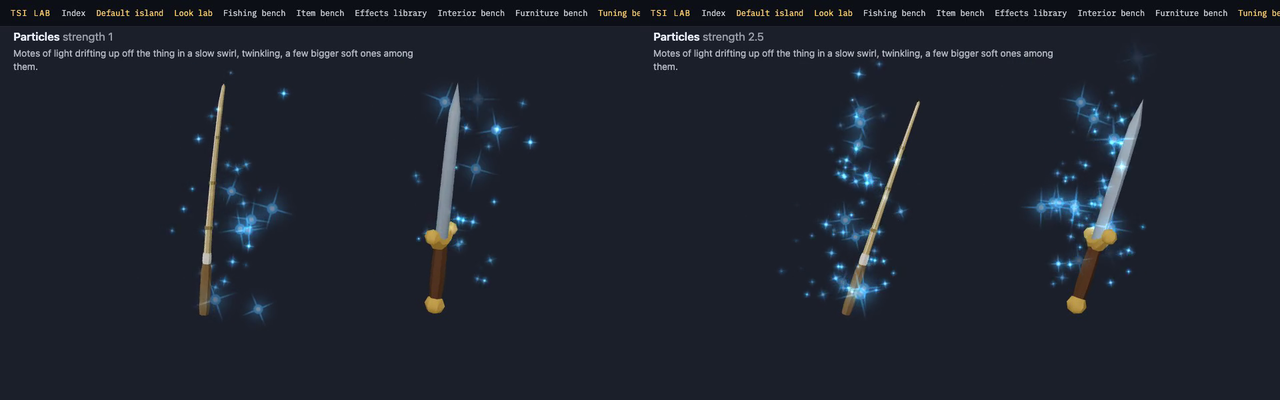 TSI LAB Index Default island Look lab Fishing bench Item bench Effects library Interior bench Furniture bench Tuning be
Particles strength 1
Motes of light drifting up off the thing in a slow swirl, twinkling, a few bigger soft ones among
them.
TSI LAB Index Default island Look lab Fishing bench Item bench Effects library Interior bench Furniture bench Tuning be
Particles strength 2.5
Motes of light drifting up off the thing in a slow swirl, twinkling, a few bigger soft ones among
them.